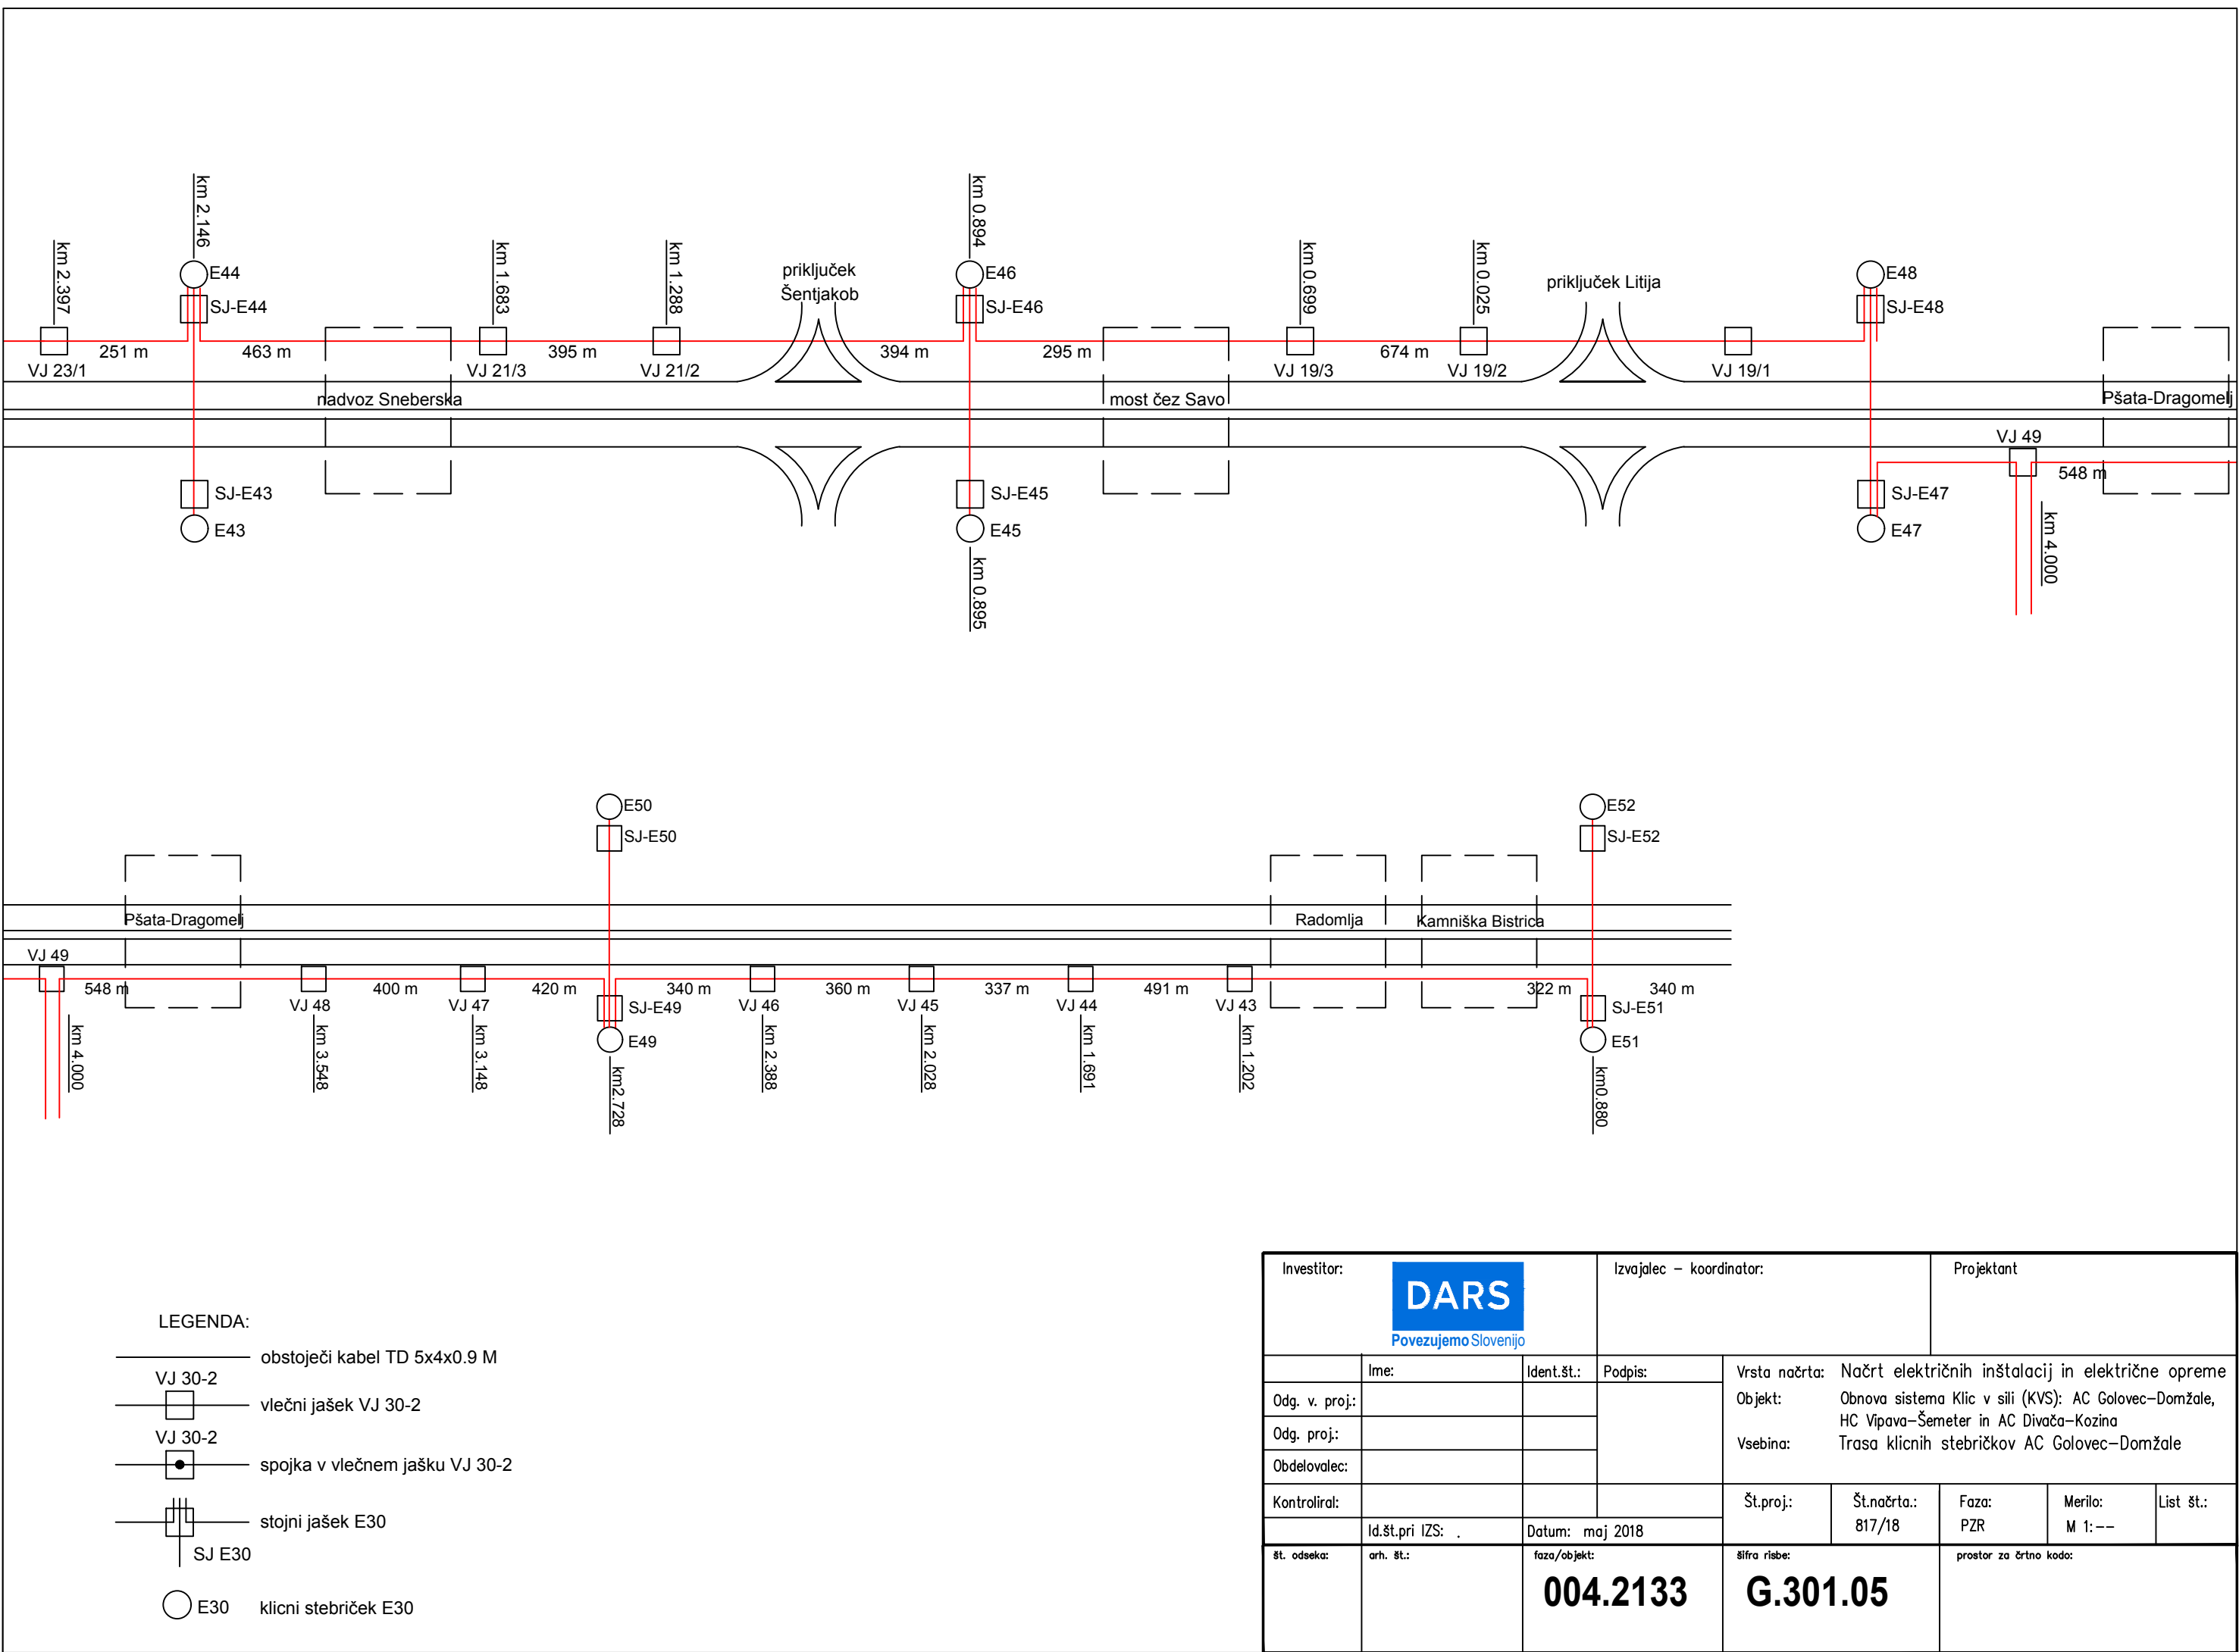 km 2.397
km 2.146
km 1.683
km 1.288
km 0.894
km 0.699
km 0.025
E44
SJ-E44
priključek
Šentjakob
E46
SJ-E46
priključek Litija
E48
SJ-E48
251 m
463 m
395 m
394 m
295 m
674 m
VJ 23/1
VJ 21/3
VJ 21/2
VJ 19/3
VJ 19/2
VJ 19/1
nadvoz Sneberska
most čez Savo
Pšata-Dragomelj
VJ 49
548 m
SJ-E43
E43
SJ-E45
E45
SJ-E47
E47
km 0.895
km 4.000
E50
SJ-E50
E52
SJ-E52
Pšata-Dragomelj
Radomlja
Kamniška Bistrica
VJ 49
548 m
400 m
420 m
340 m
360 m
337 m
491 m
322 m
340 m
VJ 48
VJ 47
SJ-E49
VJ 46
VJ 45
VJ 44
VJ 43
SJ-E51
E49
E51
km 4.000
km 3.548
km 3.148
km2.728
km 2.388
km 2.028
km 1.691
km 1.202
km0.880
LEGENDA:
obstoječi kabel TD 5x4x0.9 M
VJ 30-2
vlečni jašek VJ 30-2
VJ 30-2
spojka v vlečnem jašku VJ 30-2
stojni jašek E30
SJ E30
E30 klicni stebriček E30
Investitor:
DARS
Povezujemo Slovenijo
Izvajalec – koordinator:
Projektant
Ime:
Ident.št.:
Podpis:
Odg. v. proj.:
Odg. proj.:
Obdelovalec:
Kontroliral:
Id.št.pri IZS: .
Datum: maj 2018
Vrsta načrta: Načrt električnih inštalacij in električne opreme
Objekt: Obnova sistema Klic v sili (KVS): AC Golovec–Domžale,
HC Vipava–Šemeter in AC Divača–Kozina
Vsebina: Trasa klicnih stebričkov AC Golovec–Domžale
Št.proj.:
Št.načrta.:
817/18
Faza:
PZR
Merilo:
M 1:--
List št.:
št. odseka:
arh. št.:
faza/objekt:
004.2133
šifra risbe:
G.301.05
prostor za črtno kodo: